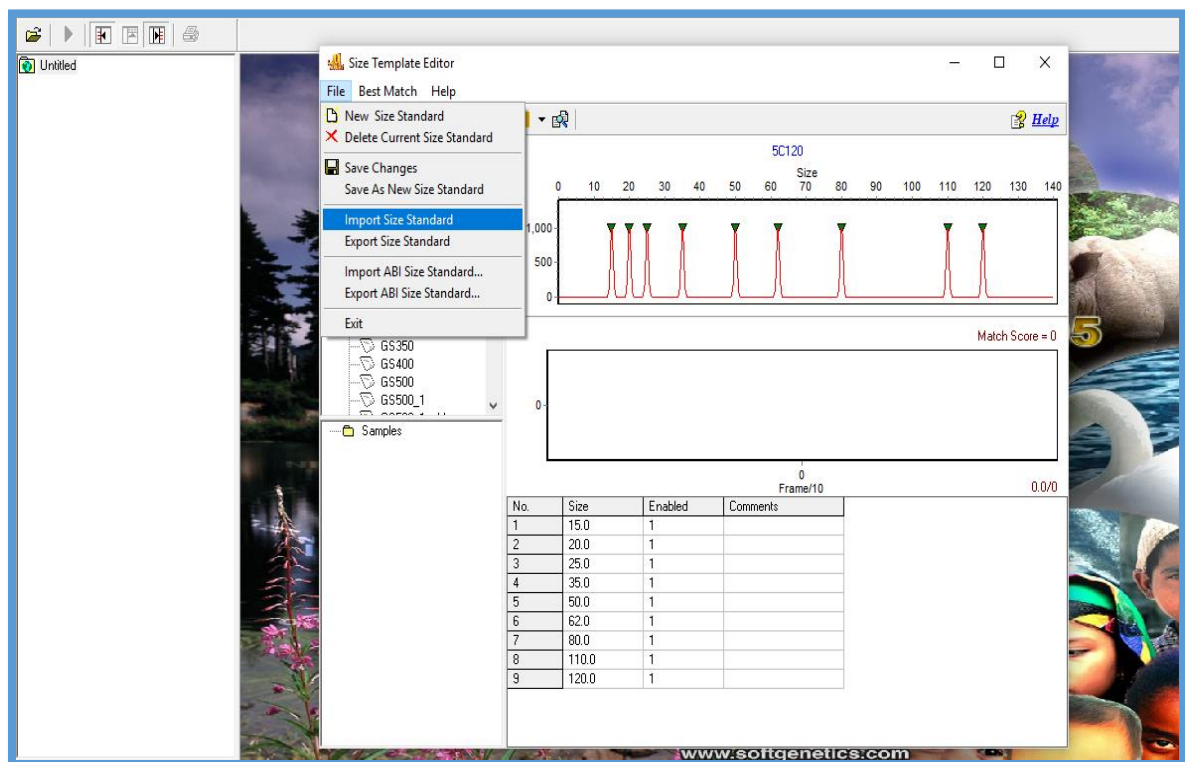 Untitled
Size Template Editor
File Best Match Help
New Size Standard
Delete Current Size Standard
Save Changes
Save As New Size Standard
Import Size Standard
Export Size Standard
Import ABI Size Standard...
Export ABI Size Standard...
Exit
Help
5C120
Size
0 10 20 30 40 50 60 70 80 90 100 110 120 130 140
1,000
500
0
GS350
GS400
GS500
GS500_1
Samples
Match Score = 0
0
0
Frame/10
0.0/0
No. Size Enabled Comments
1 15.0 1
2 20.0 1
3 25.0 1
4 35.0 1
5 50.0 1
6 62.0 1
7 80.0 1
8 110.0 1
9 120.0 1
5
www.softgenetics.com